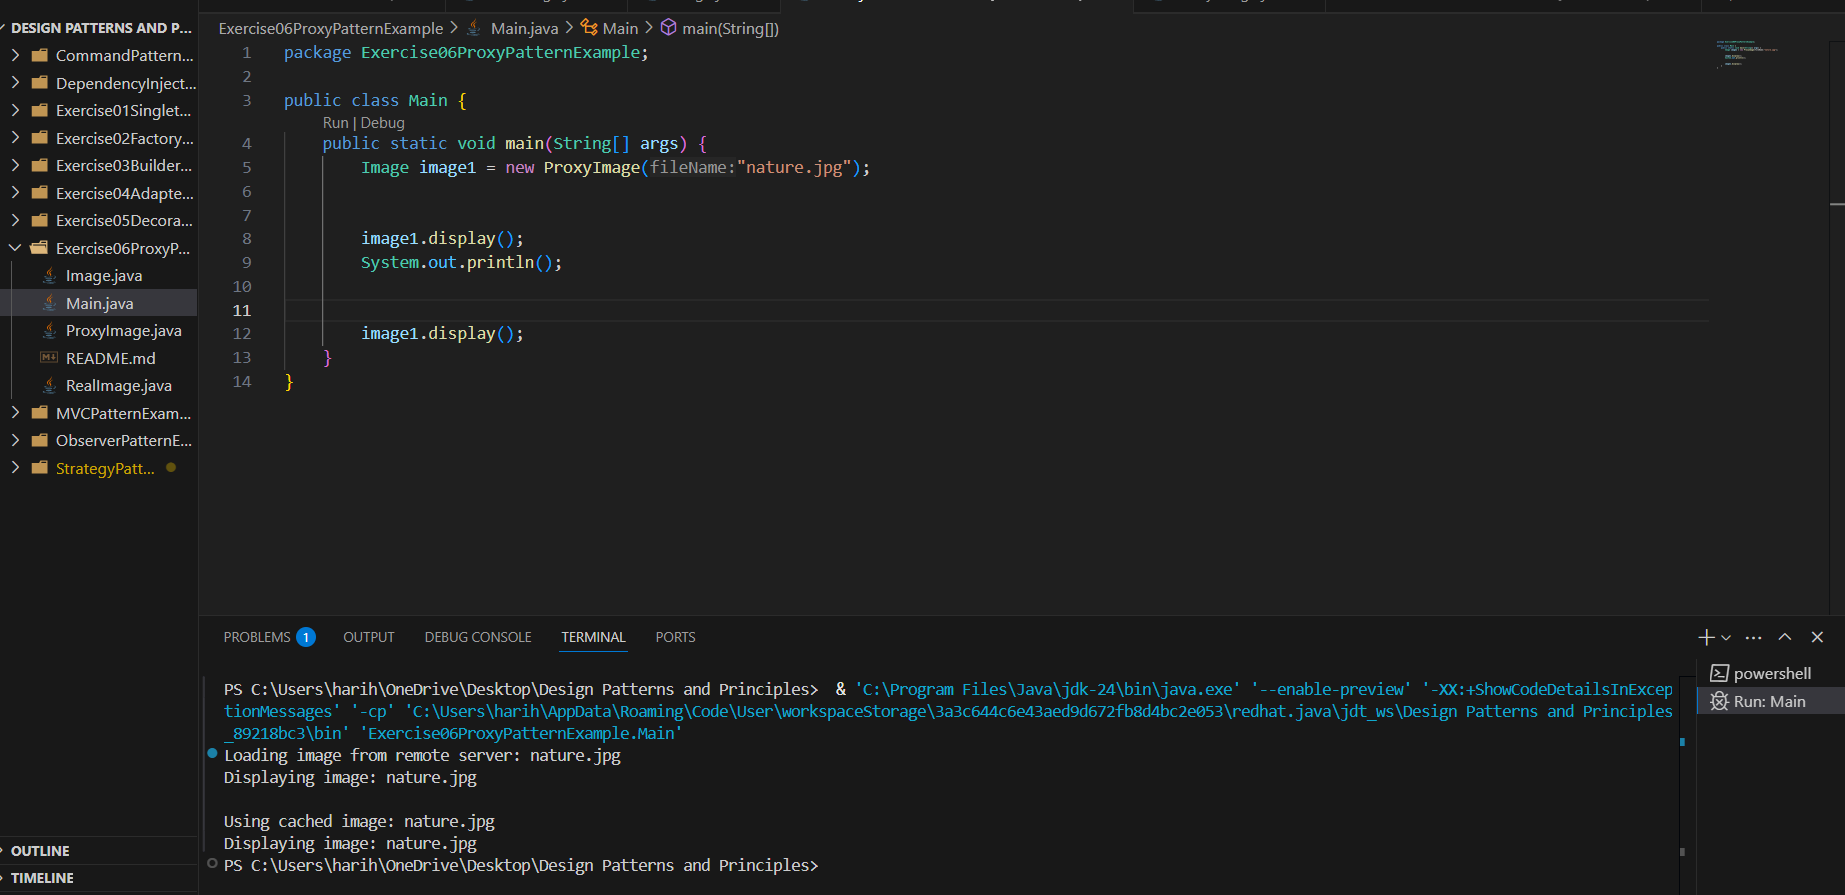 DESIGN PATTERNS AND P...
CommandPattern...
DependencyInject...
Exercise01Singlet...
Exercise02Factory...
Exercise03Builder...
Exercise04Adapte...
Exercise05Decora...
Exercise06ProxyP...
Image.java
Main.java
ProxyImage.java
README.md
RealImage.java
MVCPatternExam...
ObserverPatternE...
StrategyPatt...
OUTLINE
TIMELINE
Exercise06ProxyPatternExample > Main.java > Main > main(String[])
1 package Exercise06ProxyPatternExample;
2
3 public class Main {
Run | Debug
4 public static void main(String[] args) {
5 Image image1 = new ProxyImage(fileName:"nature.jpg");
6
7
8 image1.display();
9 System.out.println();
10
11
12 image1.display();
13 }
14 }
PROBLEMS 1 OUTPUT DEBUG CONSOLE TERMINAL PORTS
PS C:\Users\harih\OneDrive\Desktop\Design Patterns and Principles>  & 'C:\Program Files\Java\jdk-24\bin\java.exe' '--enable-preview' '-XX:+ShowCodeDetailsInExcep
tionMessages' '-cp' 'C:\Users\harih\AppData\Roaming\Code\User\workspaceStorage\3a3c644c6e43aed9d672fb8d4bc2e053\redhat.java\jdt_ws\Design Patterns and Principles
_89218bc3\bin' 'Exercise06ProxyPatternExample.Main'
Loading image from remote server: nature.jpg
Displaying image: nature.jpg
Using cached image: nature.jpg
Displaying image: nature.jpg
PS C:\Users\harih\OneDrive\Desktop\Design Patterns and Principles>
powershell
Run: Main